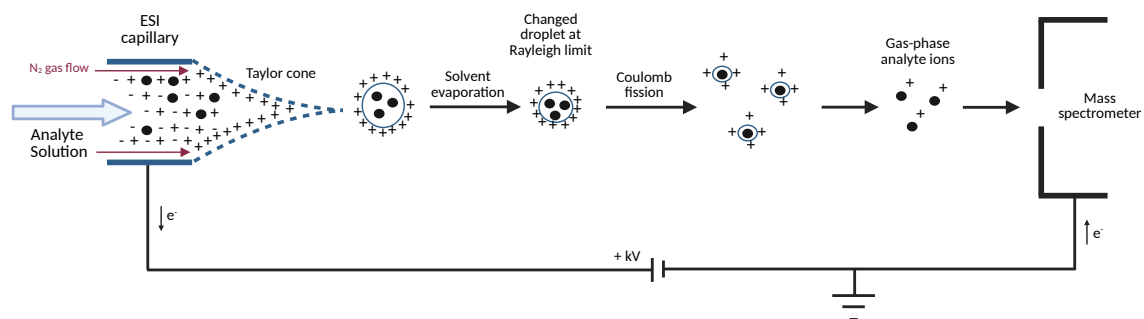 ESI
capillary
N₂ gas flow
Analyte
Solution
Taylor cone
Solvent
evaporation
Changed
droplet at
Rayleigh limit
Coulomb
fission
Gas-phase
analyte ions
Mass
spectrometer
e⁻
+ kV
e⁻